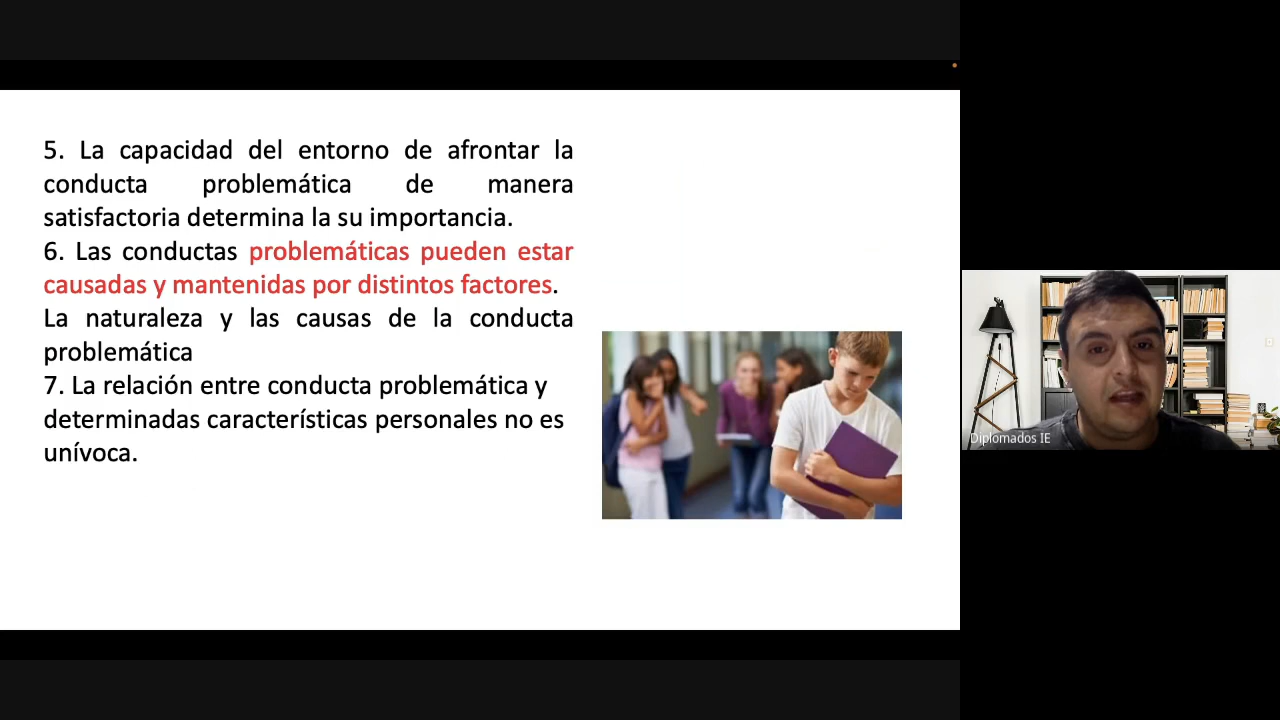 5. La capacidad del entorno de afrontar la
conducta problemática de manera
satisfactoria determina la su importancia.
6. Las conductas problemáticas pueden estar
causadas y mantenidas por distintos factores.
La naturaleza y las causas de la conducta
problemática
7. La relación entre conducta problemática y
determinadas características personales no es
unívoca.
Diplomados IE